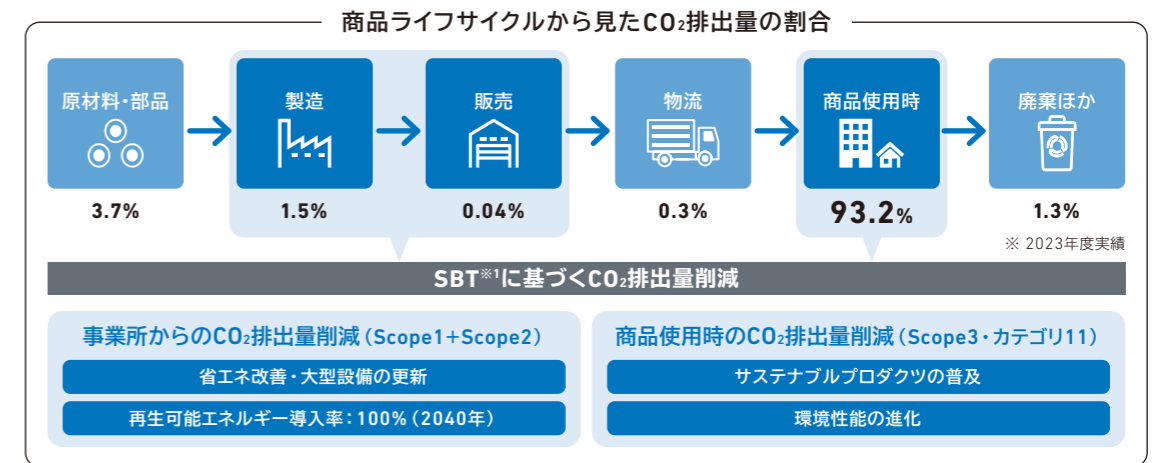 商品ライフサイクルから見たCO₂排出量の割合
原材料・部品
製造
販売
物流
商品使用時
廃棄ほか
3.7%
1.5%
0.04%
0.3%
93.2%
1.3%
※ 2023年度実績
SBT※1に基づくCO₂排出量削減
事業所からのCO₂排出量削減（Scope1+Scope2）
省エネ改善・大型設備の更新
再生可能エネルギー導入率：100%（2040年）
商品使用時のCO₂排出量削減（Scope3・カテゴリ11）
サステナブルプロダクツの普及
環境性能の進化